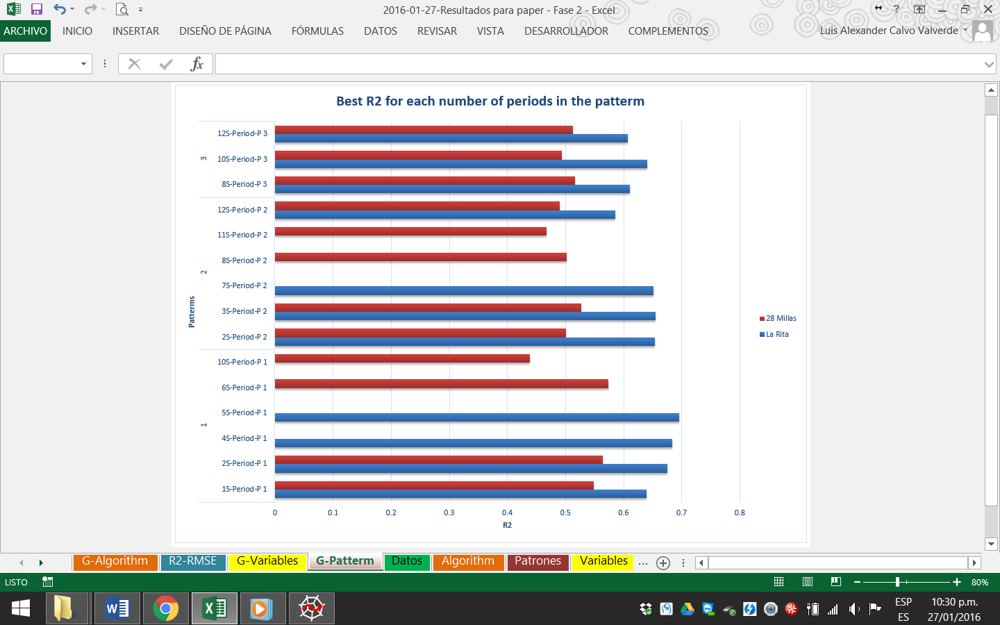 2016-01-27-Resultados para paper - Fase 2 - Excel
ARCHIVO INICIO INSERTAR DISEÑO DE PÁGINA FÓRMULAS DATOS REVISAR VISTA DESARROLLADOR COMPLEMENTOS Luis Alexander Calvo Valverde
fx
Best R2 for each number of periods in the patterm
12S-Period-P 3
3
10S-Period-P 3
8S-Period-P 3
12S-Period-P 2
11S-Period-P 2
8S-Period-P 2
2
7S-Period-P 2
Patterms
3S-Period-P 2
28 Millas
2S-Period-P 2
La Rita
10S-Period-P 1
6S-Period-P 1
5S-Period-P 1
1
4S-Period-P 1
2S-Period-P 1
1S-Period-P 1
0 0.1 0.2 0.3 0.4 0.5 0.6 0.7 0.8
R2
G-Algorithm R2-RMSE G-Variables G-Patterm Datos Algorithm Patrones Variables ...
LISTO 80%
ESP 10:30 p.m.
ES 27/01/2016